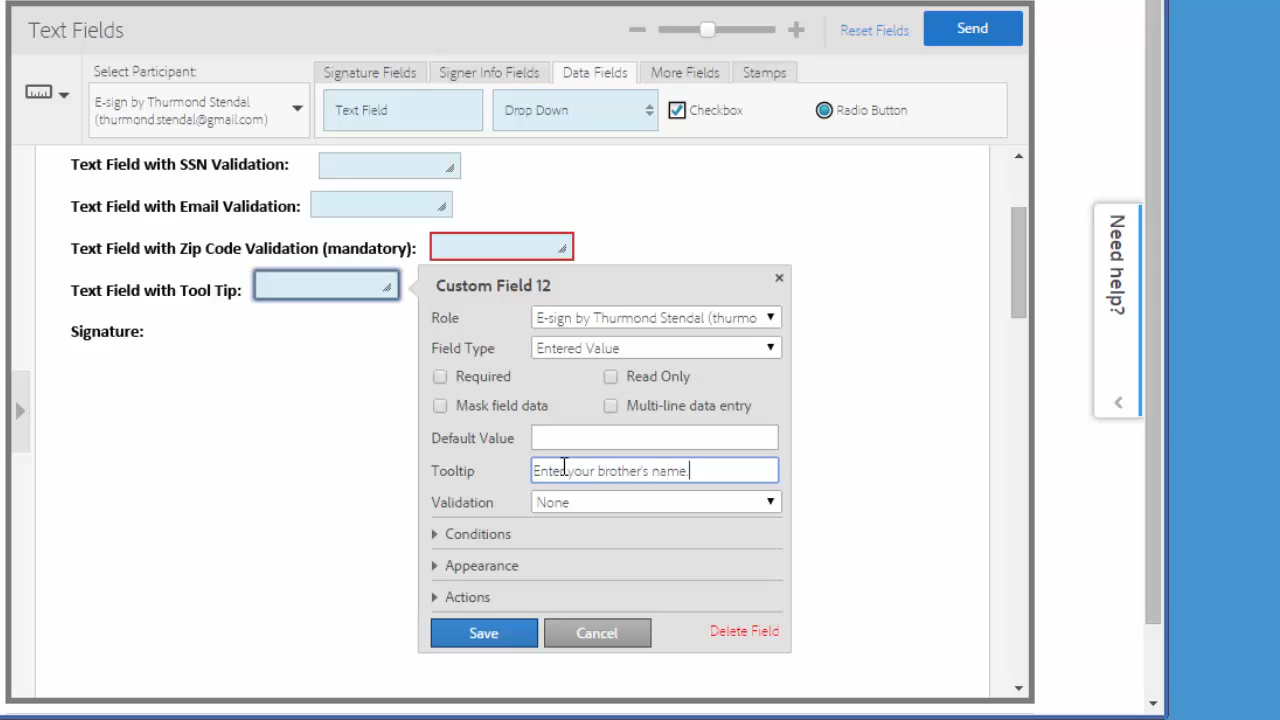 Text Fields
Reset Fields
Send
Select Participant:
E-sign by Thurmond Stendal
(thurmond.stendal@gmail.com)
Signature Fields
Signer Info Fields
Data Fields
More Fields
Stamps
Text Field
Drop Down
Checkbox
Radio Button
Text Field with SSN Validation:
Text Field with Email Validation:
Text Field with Zip Code Validation (mandatory):
Text Field with Tool Tip:
Signature:
Custom Field 12
Role
E-sign by Thurmond Stendal (thurmo
Field Type
Entered Value
Required
Read Only
Mask field data
Multi-line data entry
Default Value
Tooltip
Enter your brother's name.
Validation
None
Conditions
Appearance
Actions
Save
Cancel
Delete Field
Need help?